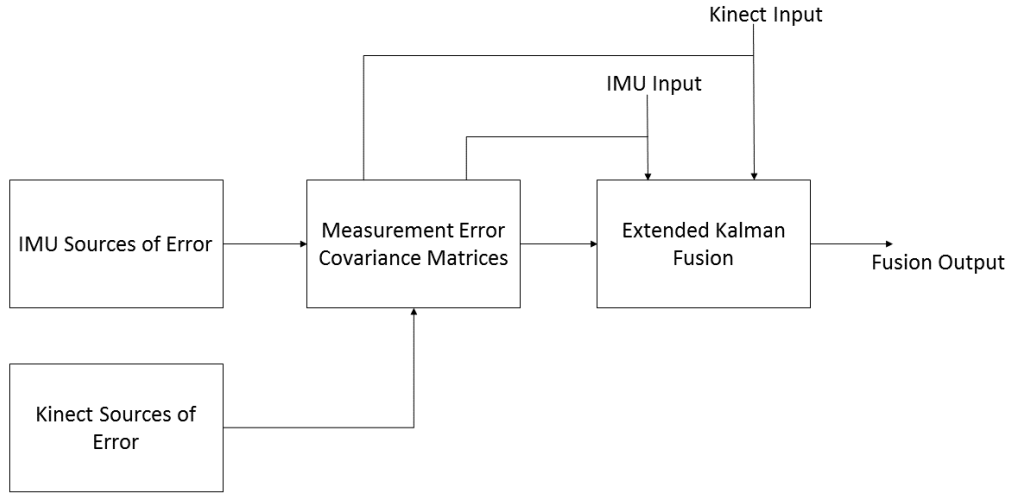 Kinect Input
IMU Input
IMU Sources of Error
Measurement Error
Covariance Matrices
Extended Kalman
Fusion
Fusion Output
Kinect Sources of
Error